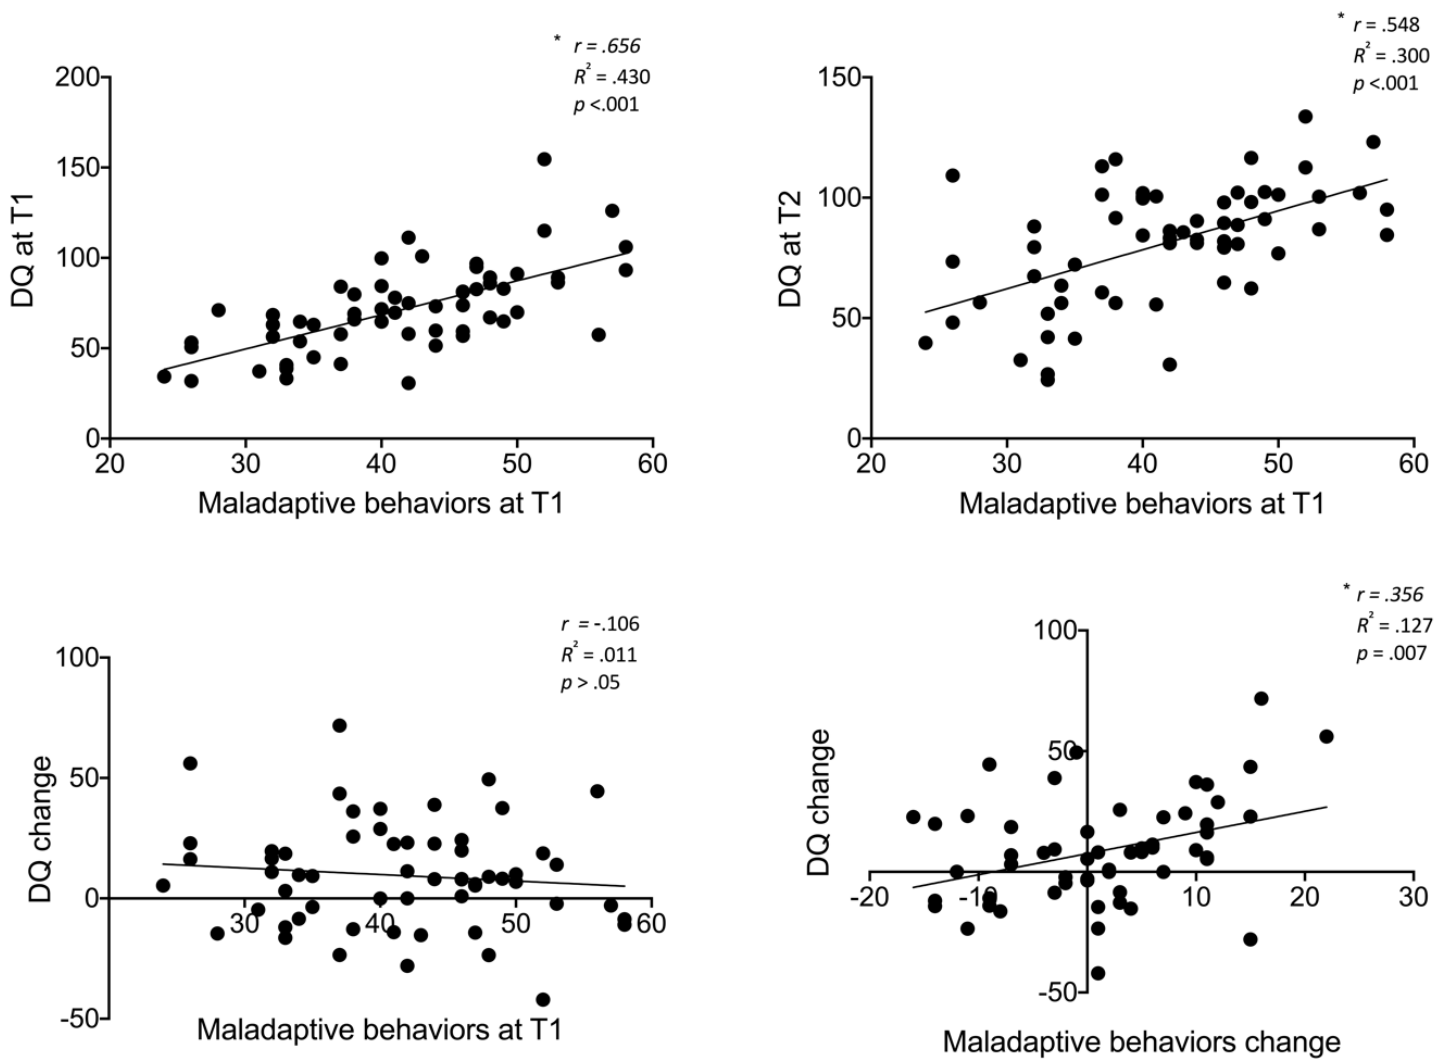 * r = .656
R² = .430
p <.001
200
150
100
50
0
20 30 40 50 60
DQ at T1
Maladaptive behaviors at T1
* r = .548
R² = .300
p <.001
150
100
50
0
20 30 40 50 60
DQ at T2
Maladaptive behaviors at T1
r = -.106
R² = .011
p > .05
100
50
0
-50
30 40 50 60
DQ change
Maladaptive behaviors at T1
* r = .356
R² = .127
p = .007
100
50
-50
-20 -10 10 20 30
DQ change
Maladaptive behaviors change